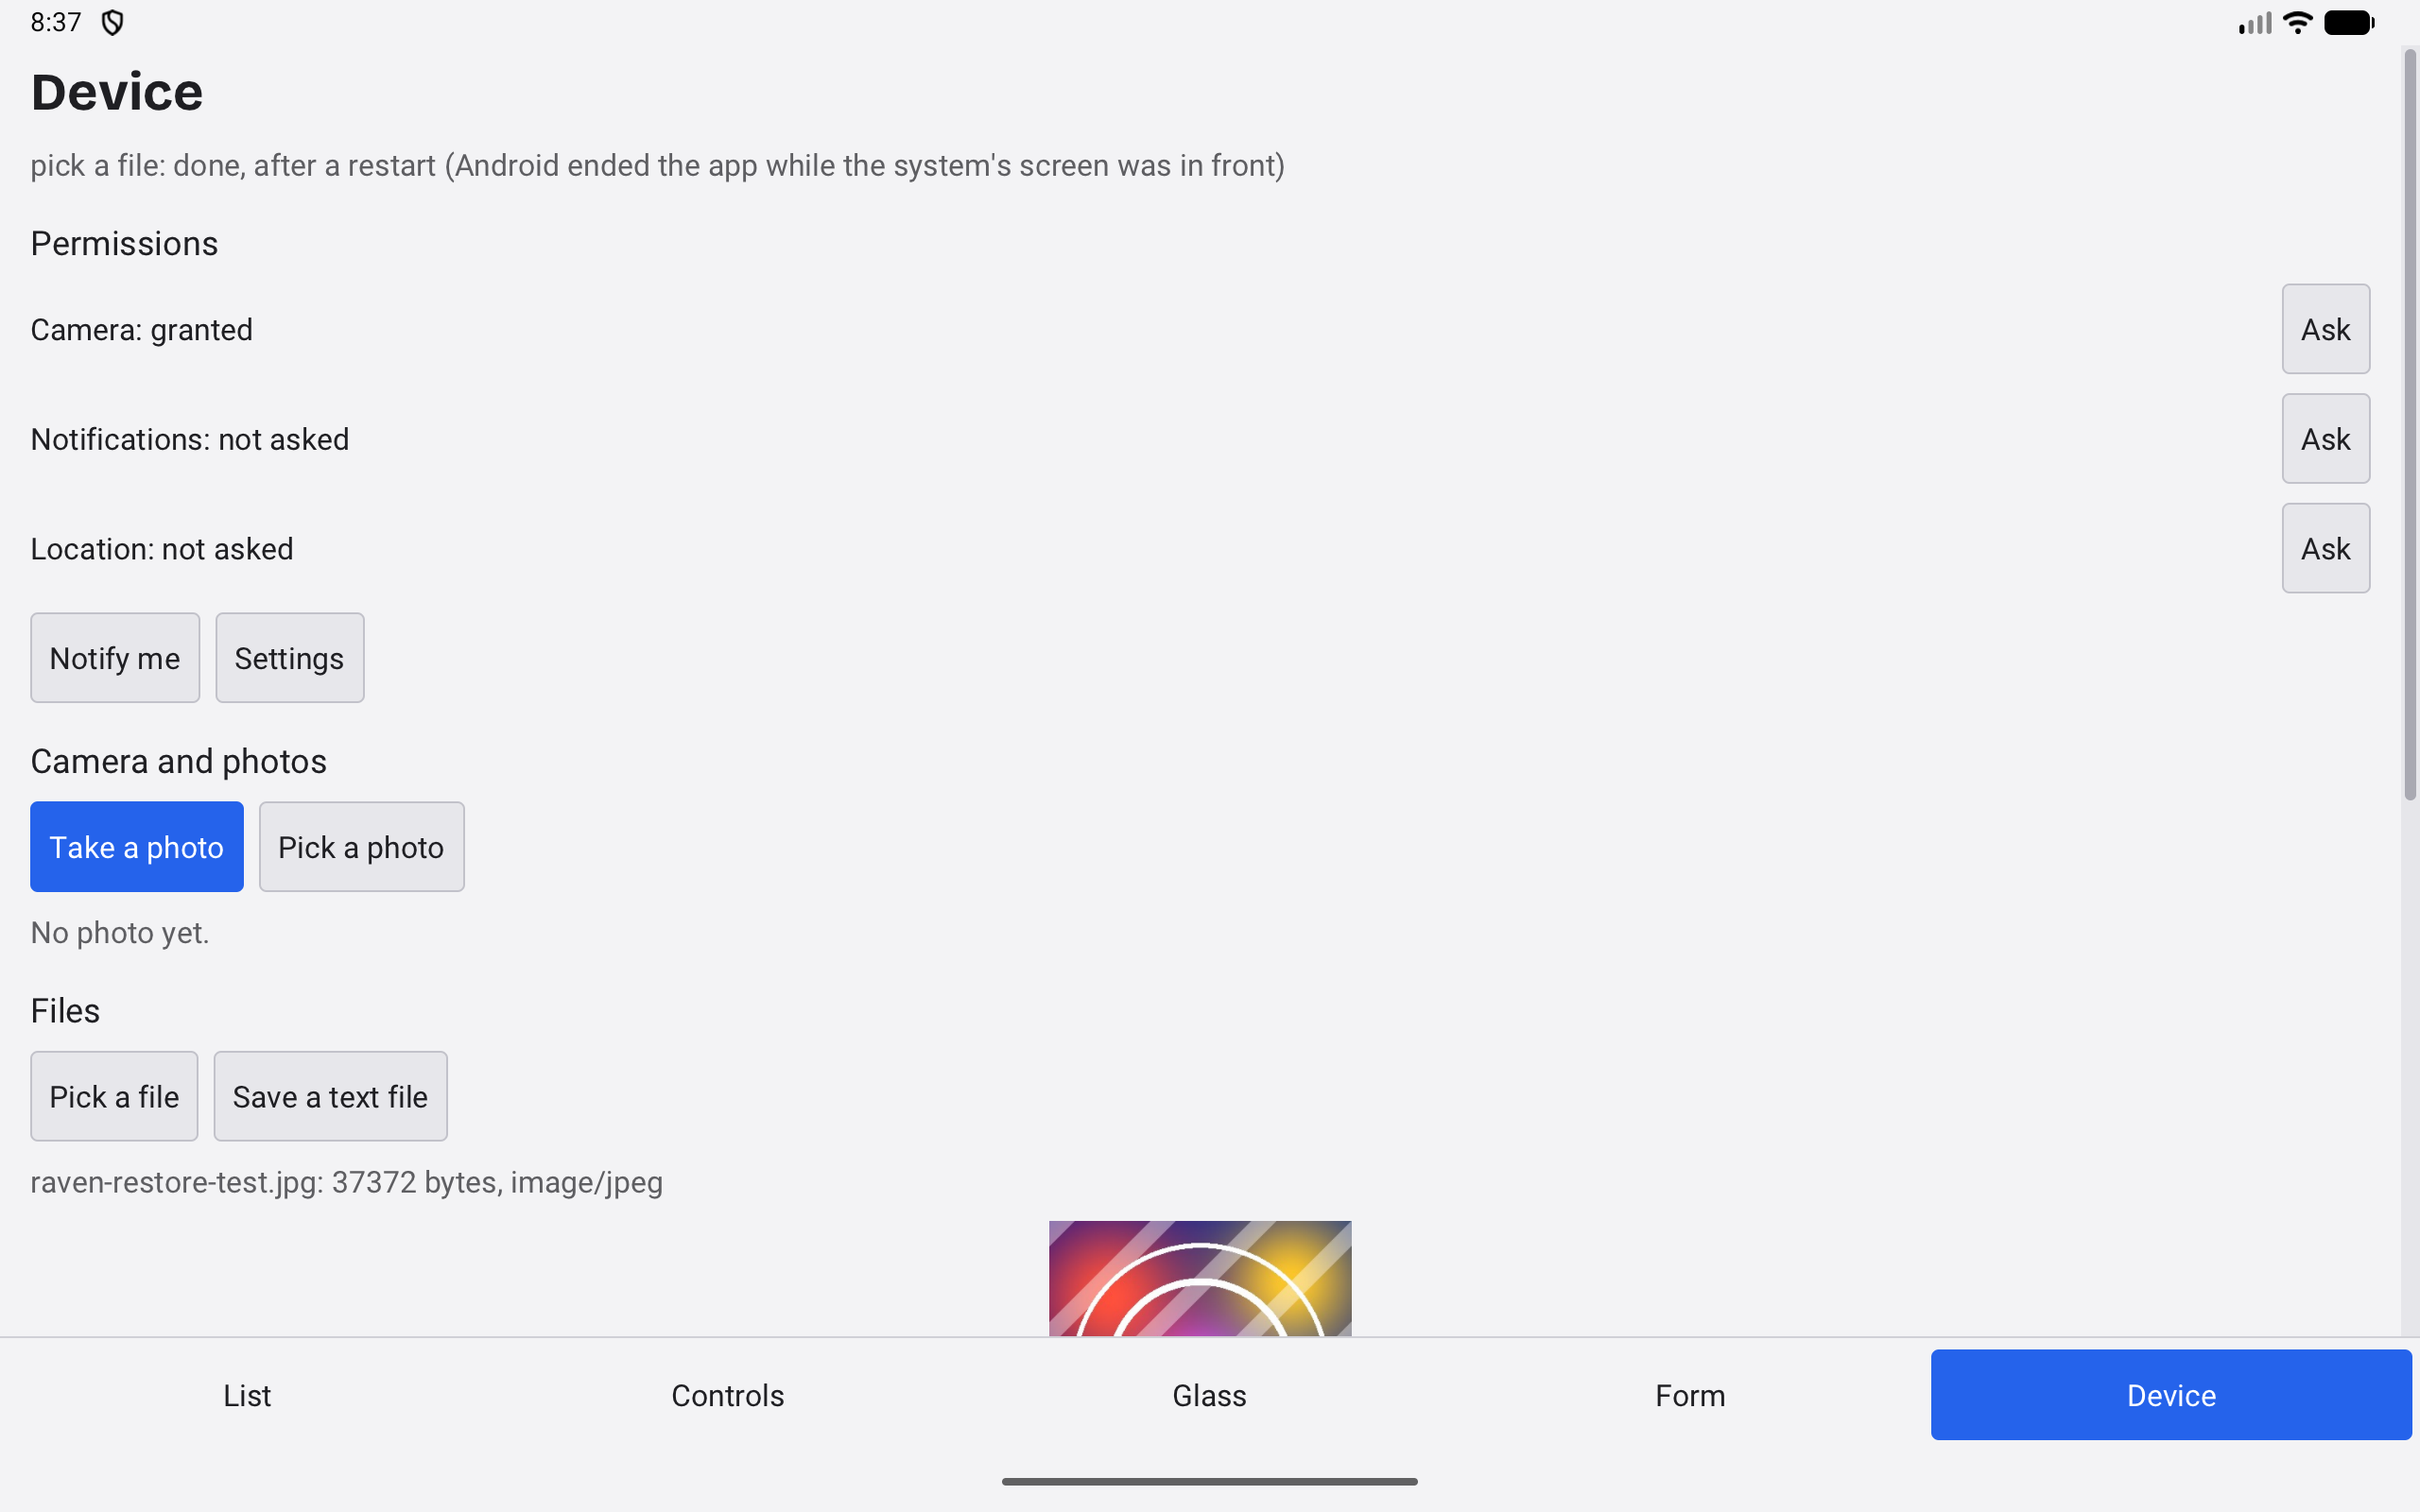 8:37
Device
pick a file: done, after a restart (Android ended the app while the system's screen was in front)
Permissions
Camera: granted
Ask
Notifications: not asked
Ask
Location: not asked
Ask
Notify me
Settings
Camera and photos
Take a photo
Pick a photo
No photo yet.
Files
Pick a file
Save a text file
raven-restore-test.jpg: 37372 bytes, image/jpeg
List
Controls
Glass
Form
Device